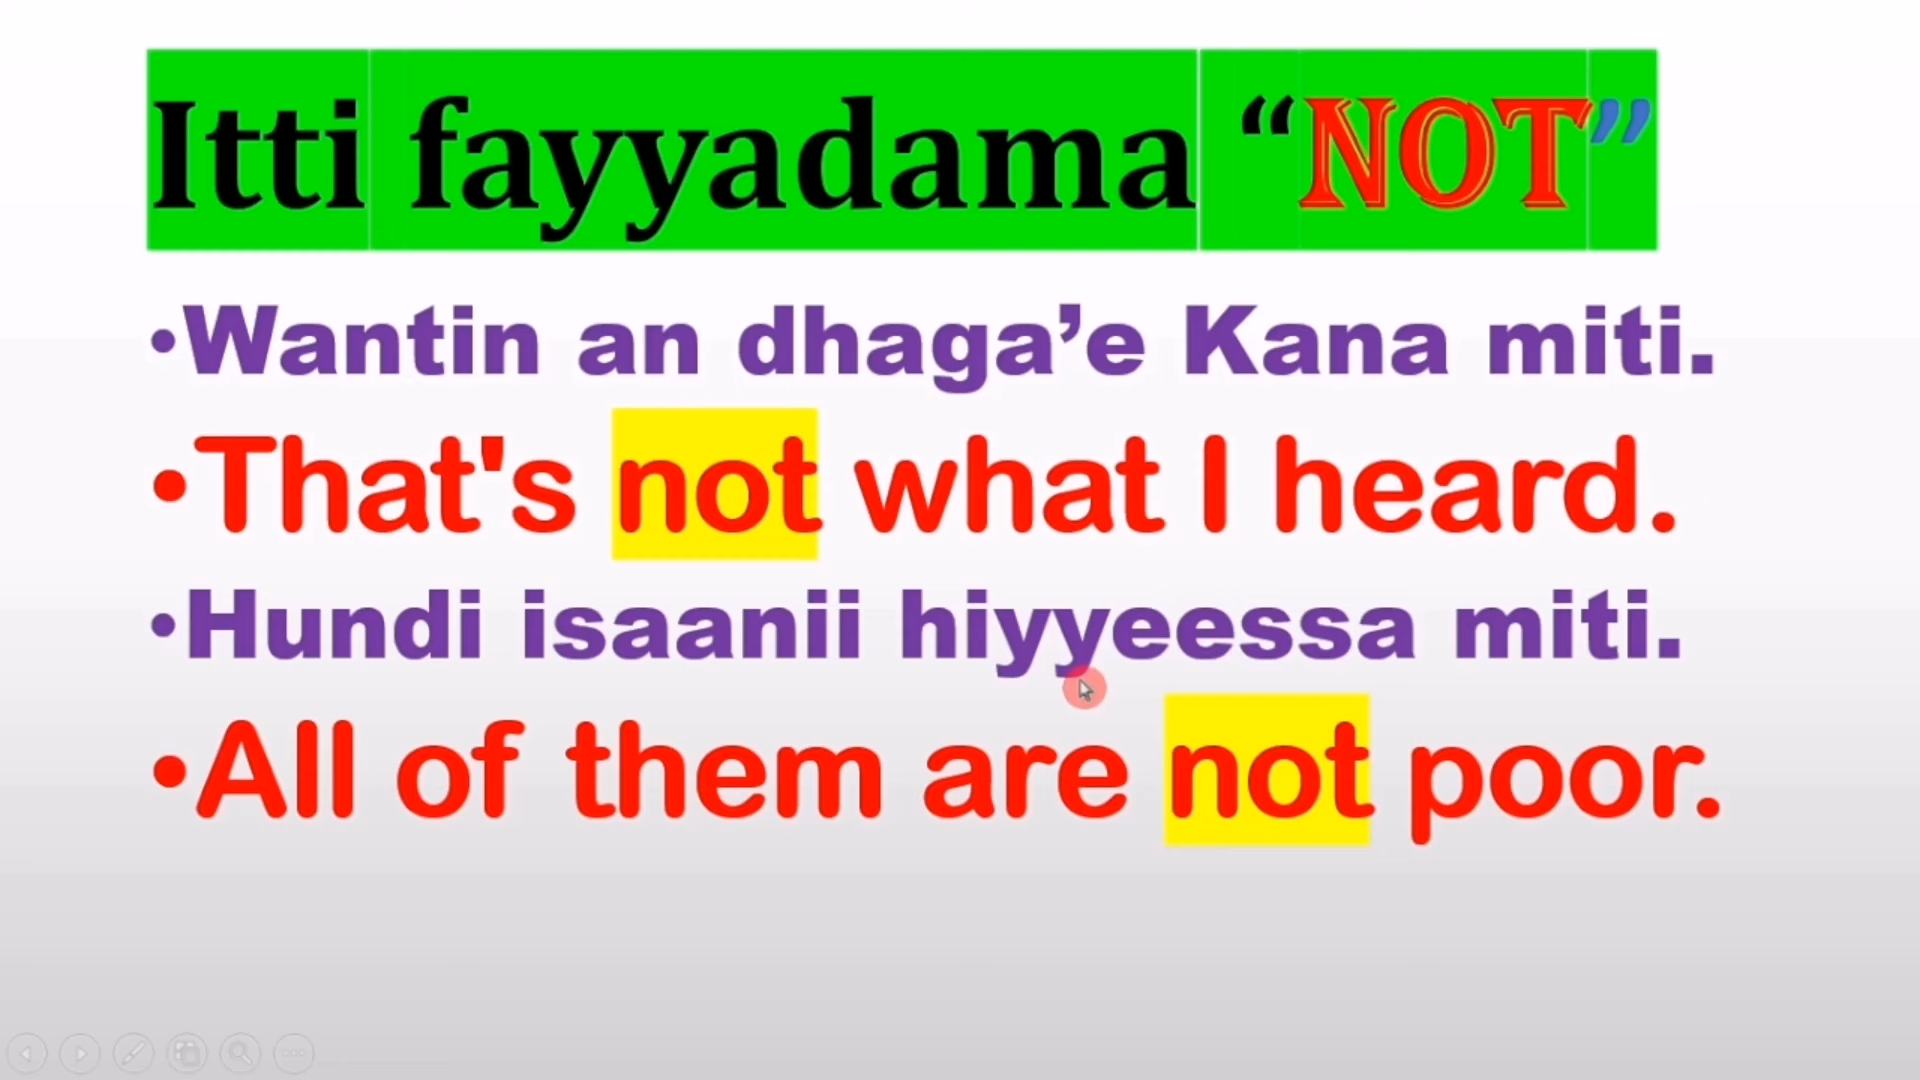 Itti fayyadama “NOT”
•Wantin an dhaga’e Kana miti.
•That's not what I heard.
•Hundi isaanii hiyyeessa miti.
•All of them are not poor.